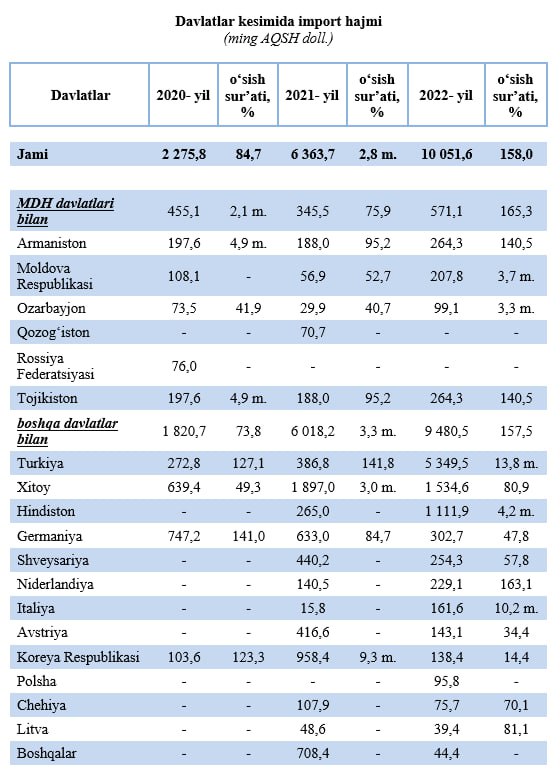 Davlatlar kesimida import hajmi
(ming AQSH doll.)
Davlatlar 2020- yil o‘sish sur’ati, % 2021- yil o‘sish sur’ati, % 2022- yil o‘sish sur’ati, %
Jami 2 275,8 84,7 6 363,7 2,8 m. 10 051,6 158,0
MDH davlatlari bilan 455,1 2,1 m. 345,5 75,9 571,1 165,3
Armaniston 197,6 4,9 m. 188,0 95,2 264,3 140,5
Moldova Respublikasi 108,1 - 56,9 52,7 207,8 3,7 m.
Ozarbayjon 73,5 41,9 29,9 40,7 99,1 3,3 m.
Qozog‘iston - - 70,7 - - -
Rossiya Federatsiyasi 76,0 - - - - -
Tojikiston 197,6 4,9 m. 188,0 95,2 264,3 140,5
boshqa davlatlar bilan 1 820,7 73,8 6 018,2 3,3 m. 9 480,5 157,5
Turkiya 272,8 127,1 386,8 141,8 5 349,5 13,8 m.
Xitoy 639,4 49,3 1 897,0 3,0 m. 1 534,6 80,9
Hindiston - - 265,0 - 1 111,9 4,2 m.
Germaniya 747,2 141,0 633,0 84,7 302,7 47,8
Shveysariya - - 440,2 - 254,3 57,8
Niderlandiya - - 140,5 - 229,1 163,1
Italiya - - 15,8 - 161,6 10,2 m.
Avstriya - - 416,6 - 143,1 34,4
Koreya Respublikasi 103,6 123,3 958,4 9,3 m. 138,4 14,4
Polsha - - - - 95,8 -
Chehiya - - 107,9 - 75,7 70,1
Litva - - 48,6 - 39,4 81,1
Boshqalar - - 708,4 - 44,4 -